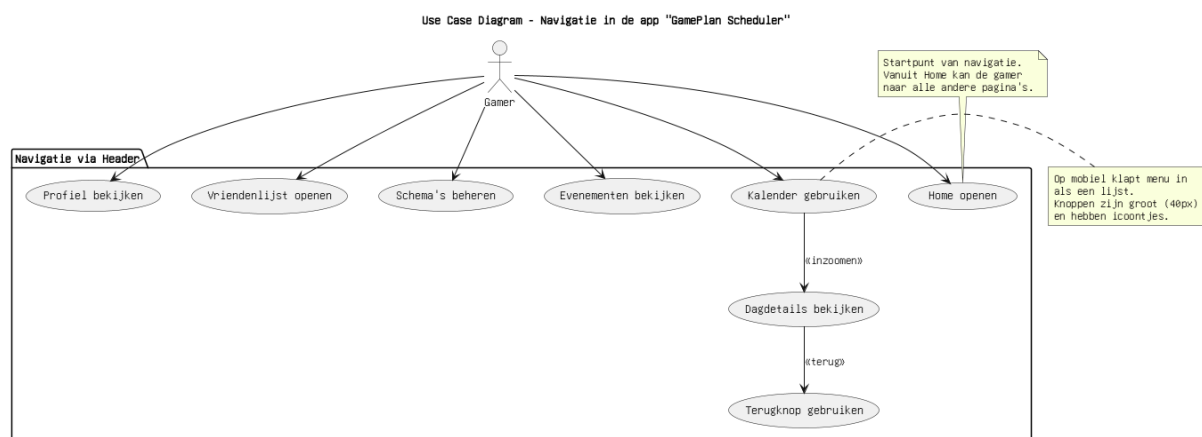 Use Case Diagram - Navigatie in de app "GamePlan Scheduler"
Gamer
Startpunt van navigatie.
Vanuit Home kan de gamer
naar alle andere pagina's.
Navigatie via Header
Profiel bekijken
Vriendenlijst openen
Schema's beheren
Evenementen bekijken
Kalender gebruiken
Home openen
Op mobiel klapt menu in
als een lijst.
Knoppen zijn groot (40px)
en hebben icoontjes.
«inzoomen»
Dagdetails bekijken
«terug»
Terugknop gebruiken